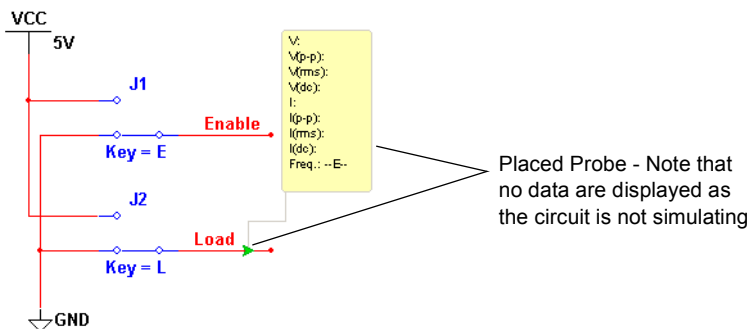 VCC
5V
J1
Enable
Key = E
J2
Load
Key = L
GND
V:
V(p-p):
V(rms):
V(dc):
I:
I(p-p):
I(rms):
I(dc):
Freq.: --E--
Placed Probe - Note that
no data are displayed as
the circuit is not simulating